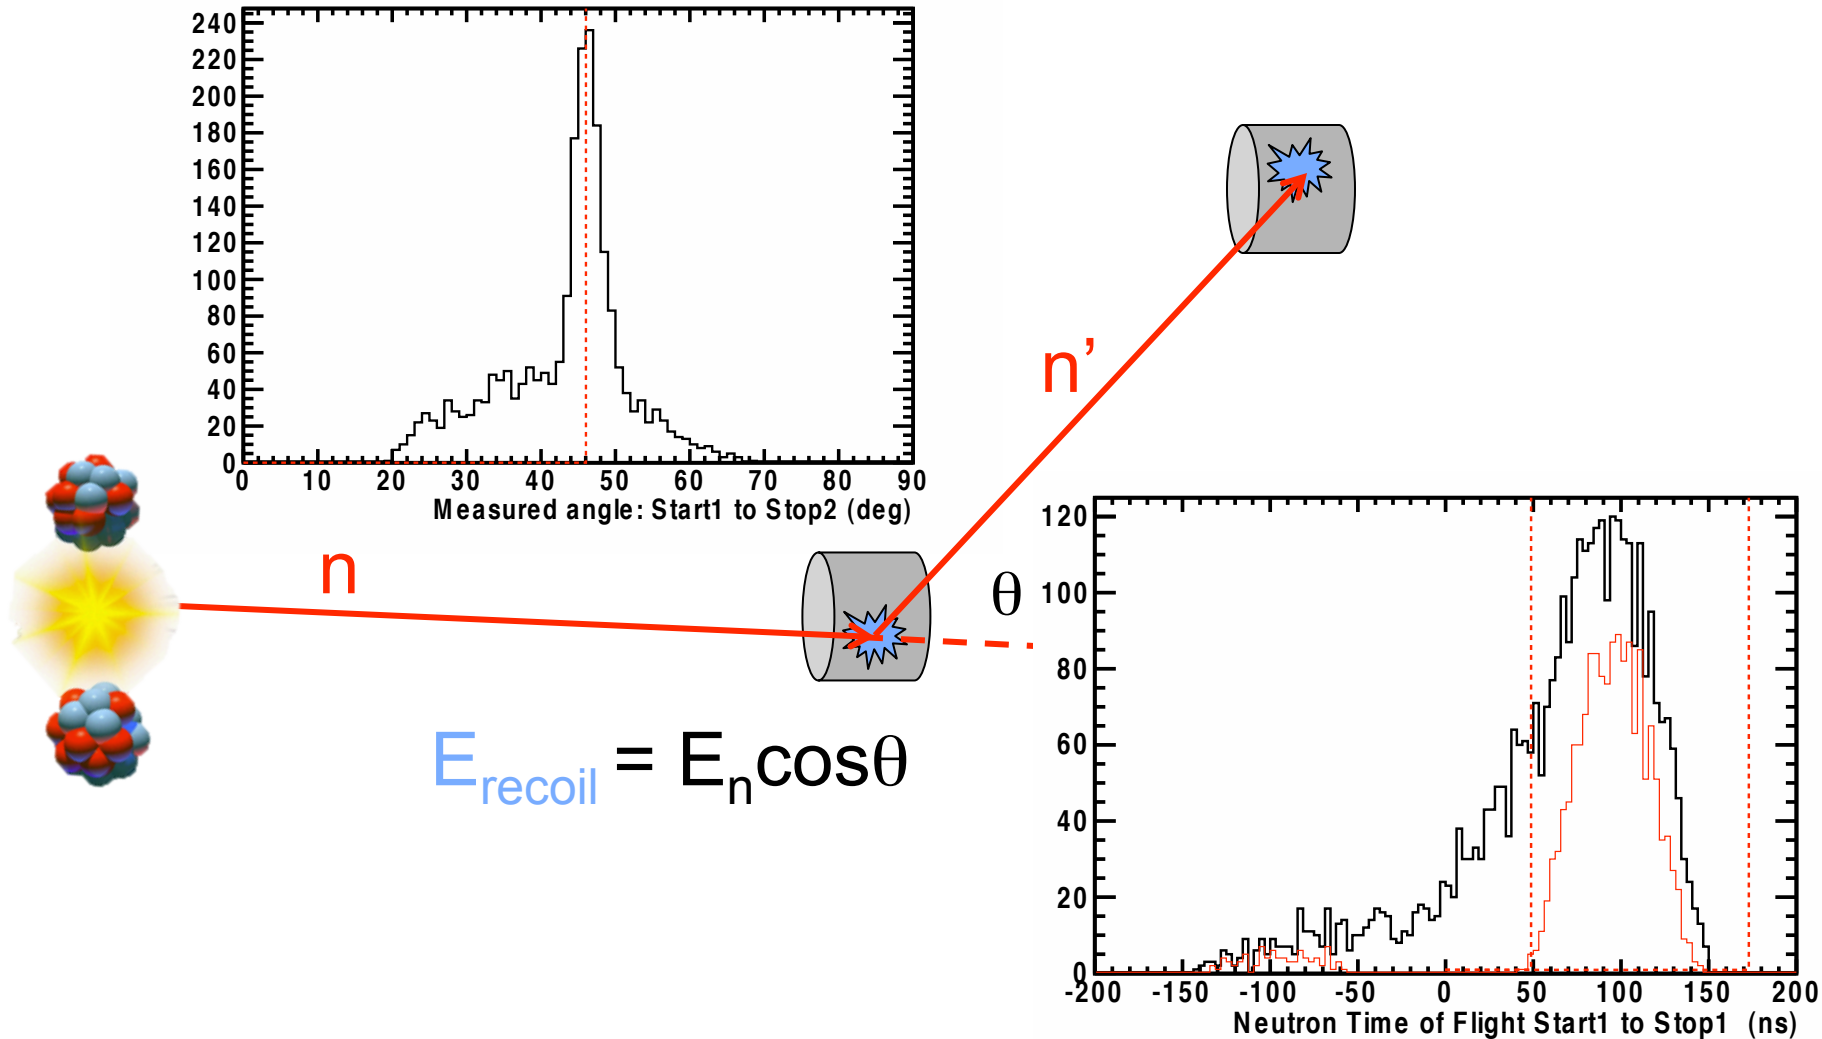 240
220
200
180
160
140
120
100
80
60
40
20
0
0 10 20 30 40 50 60 70 80 90
Measured angle: Start1 to Stop2 (deg)
n
n’
θ
E recoil = E n cosθ
120
100
80
60
40
20
0
-200 -150 -100 -50 0 50 100 150 200
Neutron Time of Flight Start1 to Stop1 (ns)